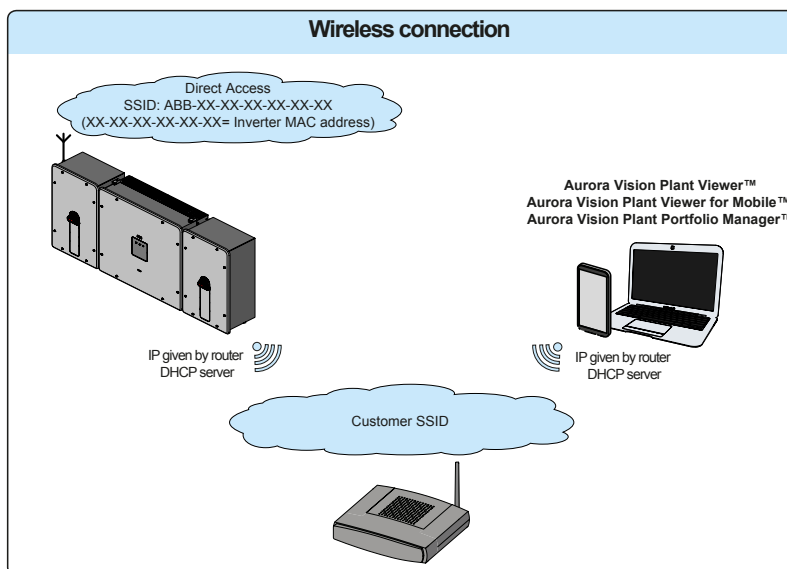 Wireless connection
Direct Access
SSID: ABB-XX-XX-XX-XX-XX-XX
(XX-XX-XX-XX-XX-XX= Inverter MAC address)
Aurora Vision Plant Viewer™
Aurora Vision Plant Viewer for Mobile™
Aurora Vision Plant Portfolio Manager™
IP given by router
DHCP server
IP given by router
DHCP server
Customer SSID